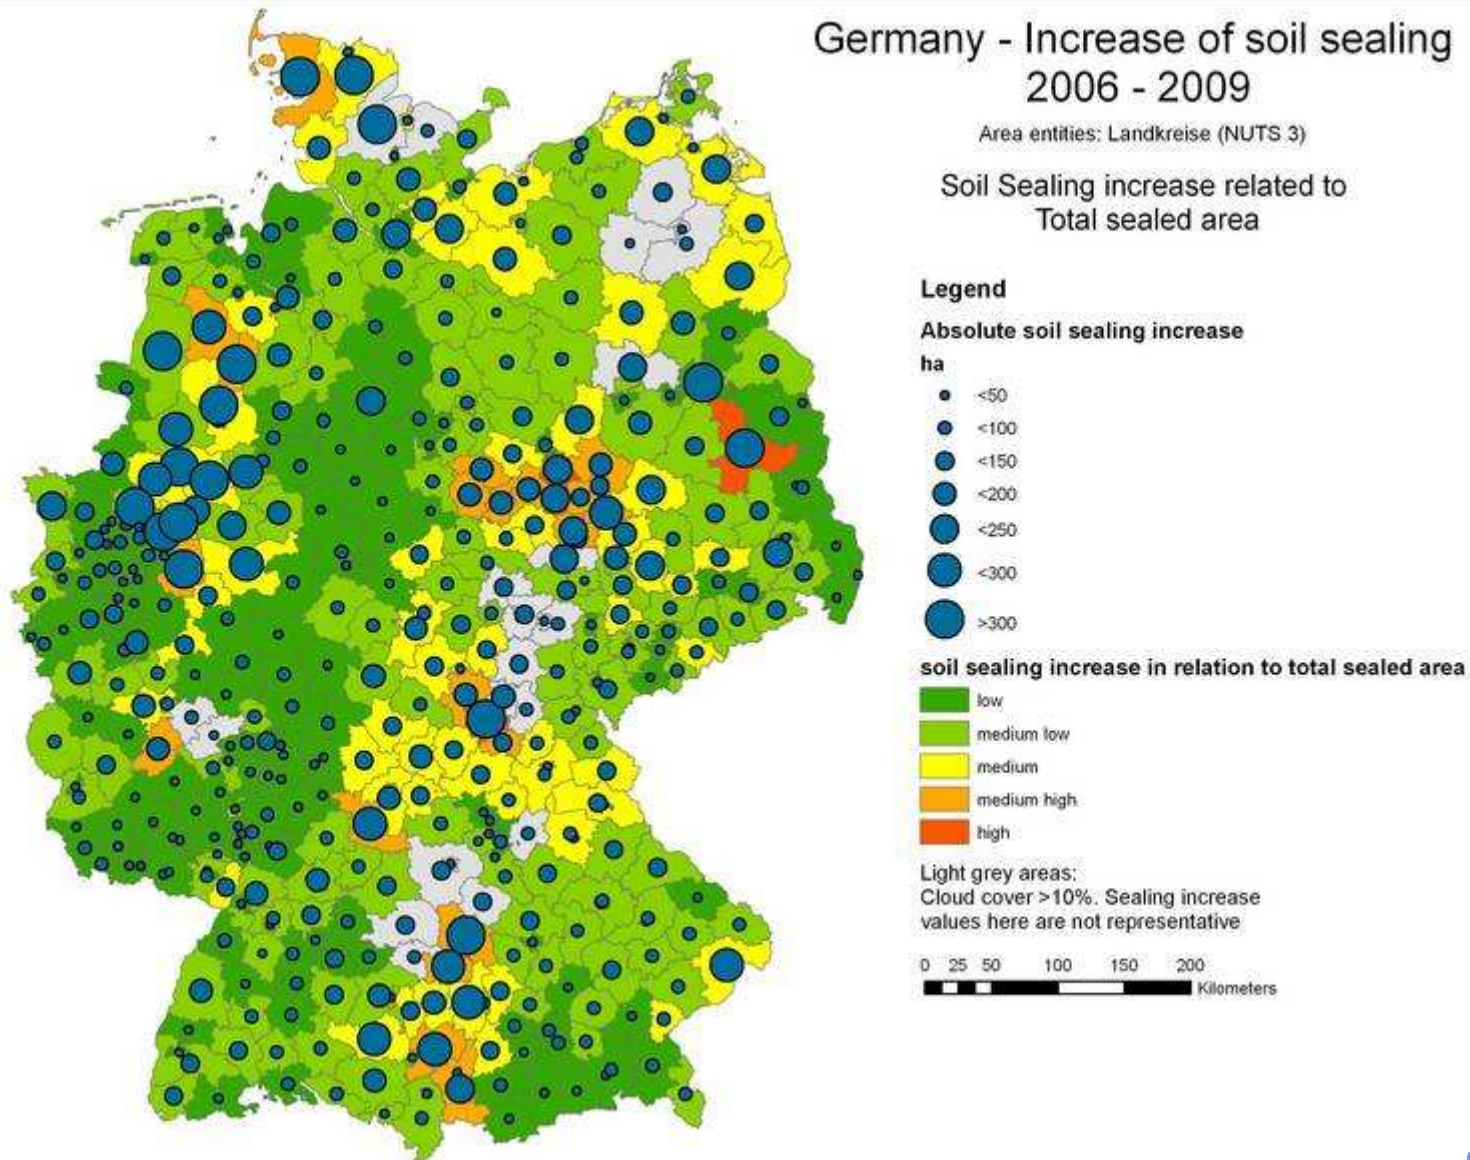 Germany - Increase of soil sealing
2006 - 2009
Area entities: Landkreise (NUTS 3)
Soil Sealing increase related to
Total sealed area
Legend
Absolute soil sealing increase
ha
<50
<100
<150
<200
<250
<300
>300
soil sealing increase in relation to total sealed area
low
medium low
medium
medium high
high
Light grey areas:
Cloud cover >10%. Sealing increase
values here are not representative
0 25 50 100 150 200
Kilometers